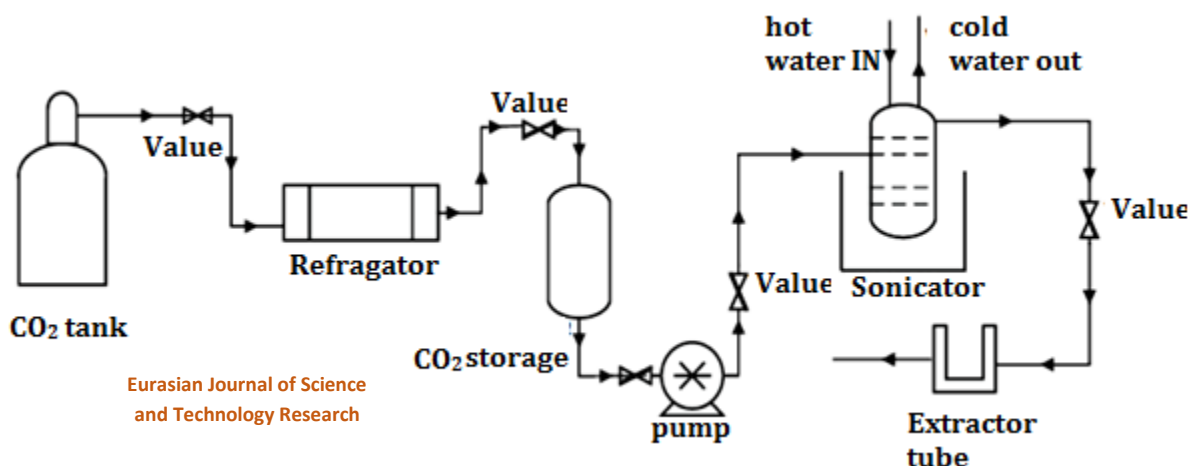 hot
water IN
cold
water out
Value
Value
Refragator
CO₂ tank
CO₂ storage
pump
Value
Sonicator
Value
Extractor
tube
Eurasian Journal of Science
and Technology Research